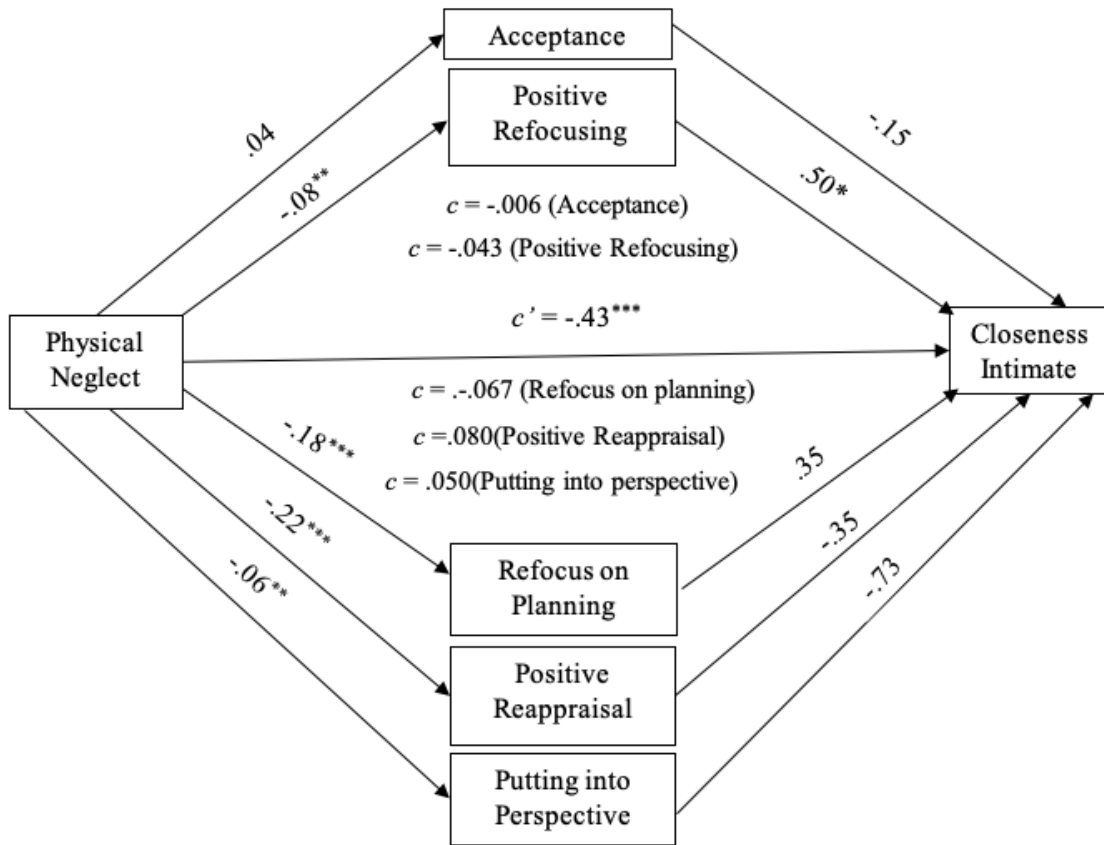 Acceptance
Positive
Refocusing
.04
-.08**
-.15
.50*
c = -.006 (Acceptance)
c = -.043 (Positive Refocusing)
c' = -.43***
Physical
Neglect
Closeness
Intimate
c = .-.067 (Refocus on planning)
c =.080(Positive Reappraisal)
c = .050(Putting into perspective)
-.18***
-.22***
-.06**
.35
-.35
-.73
Refocus on
Planning
Positive
Reappraisal
Putting into
Perspective